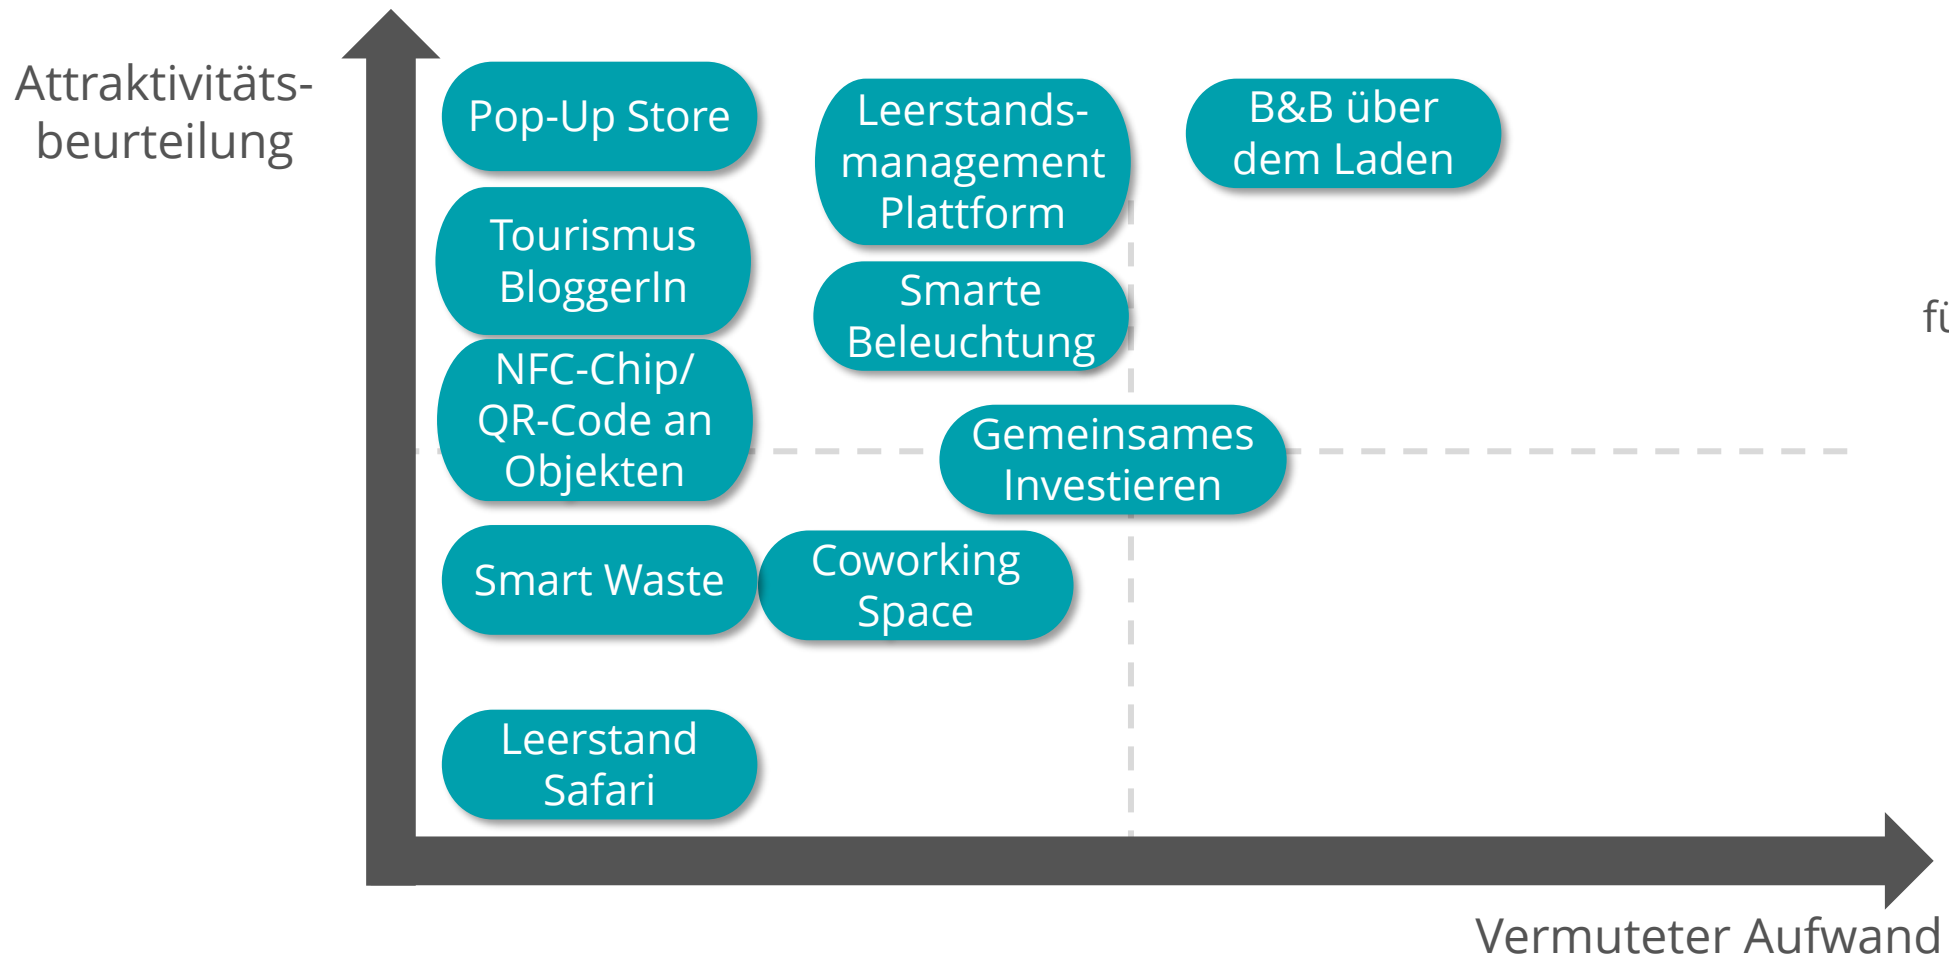 Attraktivitäts-
beurteilung
Pop-Up Store
Leerstands-
management
Plattform
B&B über
dem Laden
Tourismus
BloggerIn
Smarte
Beleuchtung
fü
NFC-Chip/
QR-Code an
Objekten
Gemeinsames
Investieren
Smart Waste
Coworking
Space
Leerstand
Safari
Vermuteter Aufwand